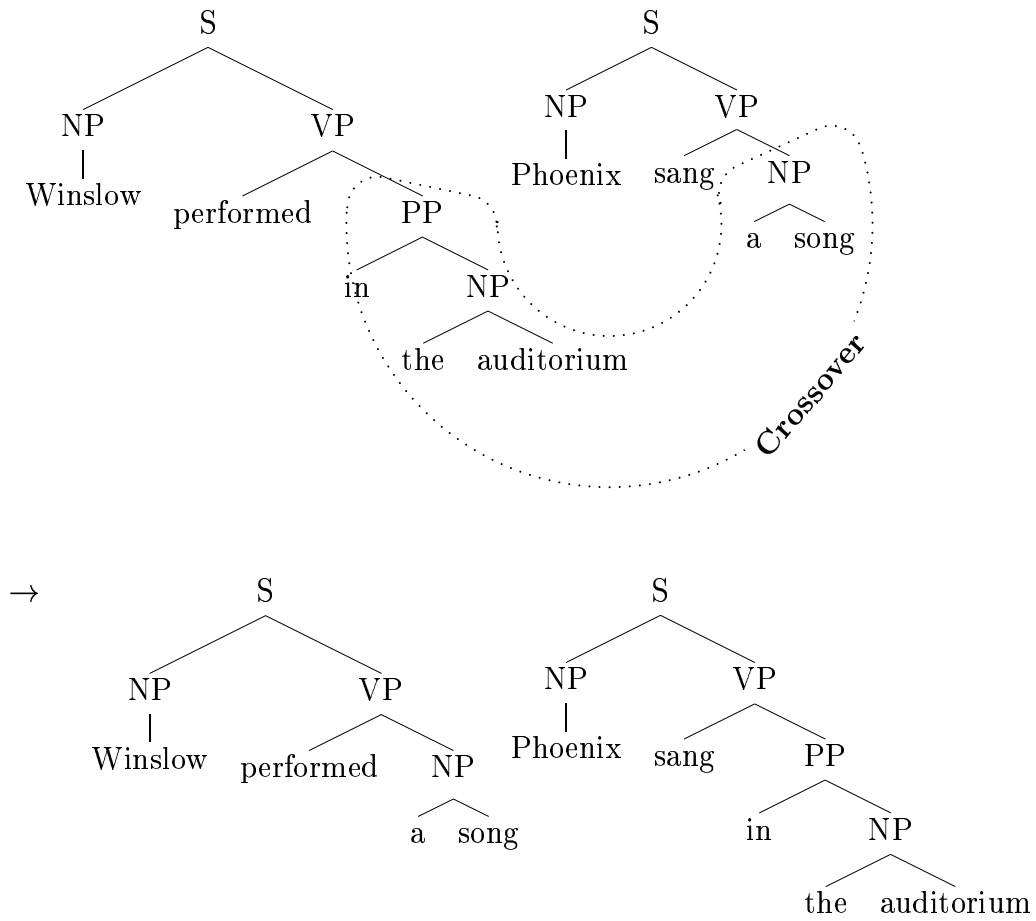 S S
NP VP NP VP
Winslow performed PP Phoenix sang NP
in NP a song
the auditorium
Crossover
→ S S
NP VP NP VP
Winslow performed NP Phoenix sang PP
a song in NP
the auditorium